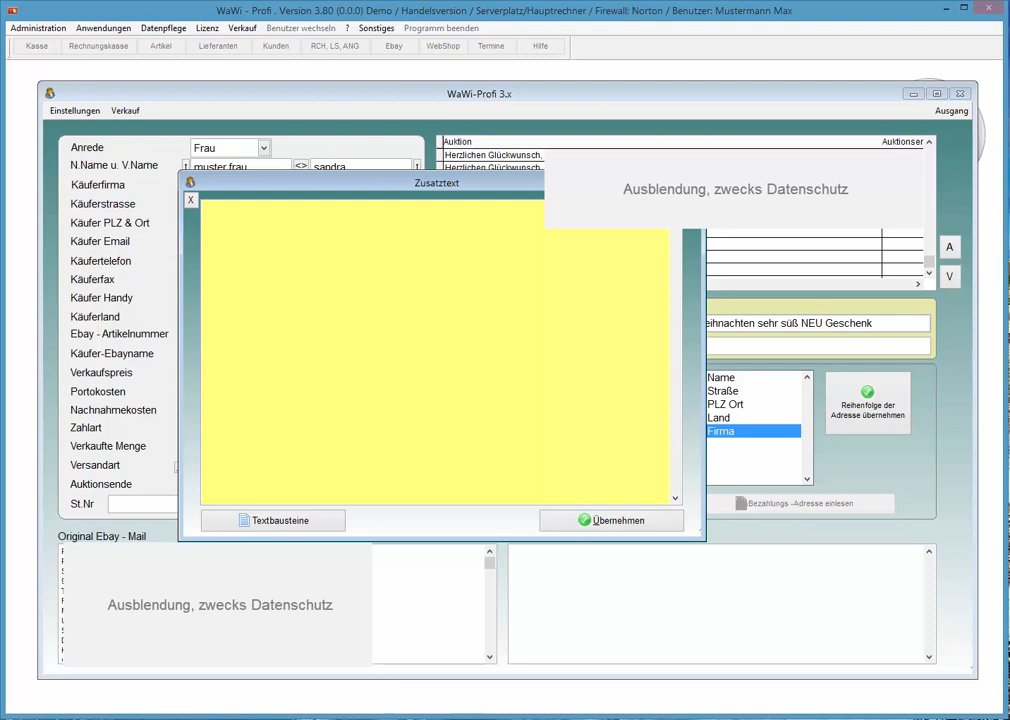 WaWi - Profi . Version 3.80 (0.0.0) Demo / Handelsversion / Serverplatz/Hauptrechner / Firewall: Norton / Benutzer: Mustermann Max
Administration Anwendungen Datenpflege Lizenz Verkauf Benutzer wechseln ? Sonstiges Programm beenden
Kasse Rechnungskasse Artikel Lieferanten Kunden RCH, LS, ANG Ebay WebShop Termine Hilfe
WaWi-Profi 3.x
Einstellungen Verkauf Ausgang
Anrede Frau
N.Name u. V.Name ! muster frau <> sandra !
Käuferfirma
Käuferstrasse
Käufer PLZ & Ort
Käufer Email
Käufertelefon
Käuferfax
Käufer Handy
Käuferland
Ebay - Artikelnummer
Käufer-Ebayname
Verkaufspreis
Portokosten
Nachnahmekosten
Zahlart
Verkaufte Menge
Versandart
Auktionsende
St.Nr
Auktion Auktionser
Herzlichen Glückwunsch,
Herzlichen Glückwunsch,
Ausblendung, zwecks Datenschutz
A
V
Zusatztext
X
Textbausteine Übernehmen
eihnachten sehr süß NEU Geschenk
Name
Straße
PLZ Ort
Land
Firma
Reihenfolge der
Adresse übernehmen
Bezahlungs -Adresse einlesen
Original Ebay - Mail
Ausblendung, zwecks Datenschutz